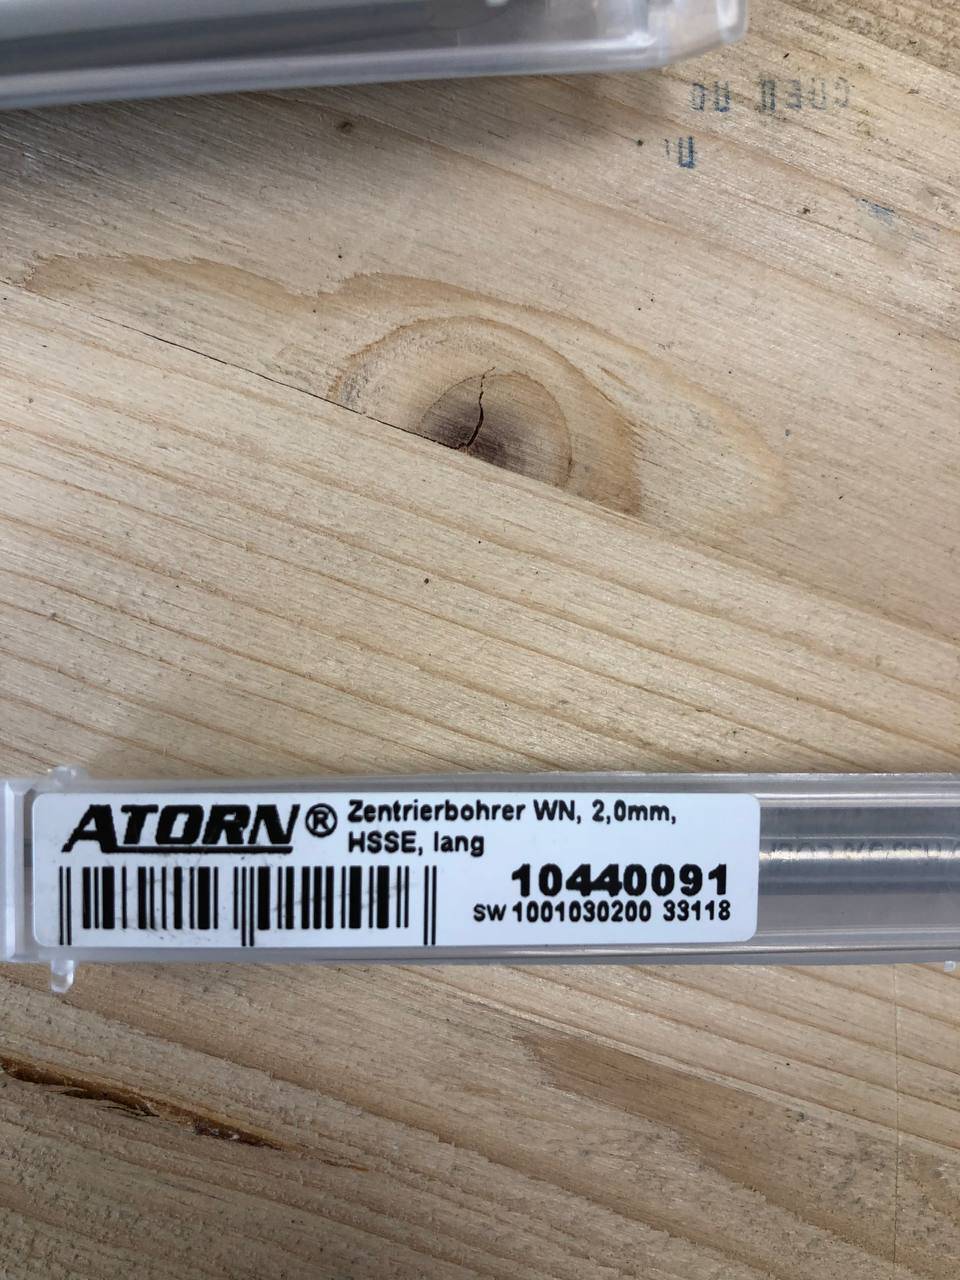 ATORN® Zentrierbohrer WN, 2,0mm,
HSSE, lang
10440091
SW 1001030200 33118